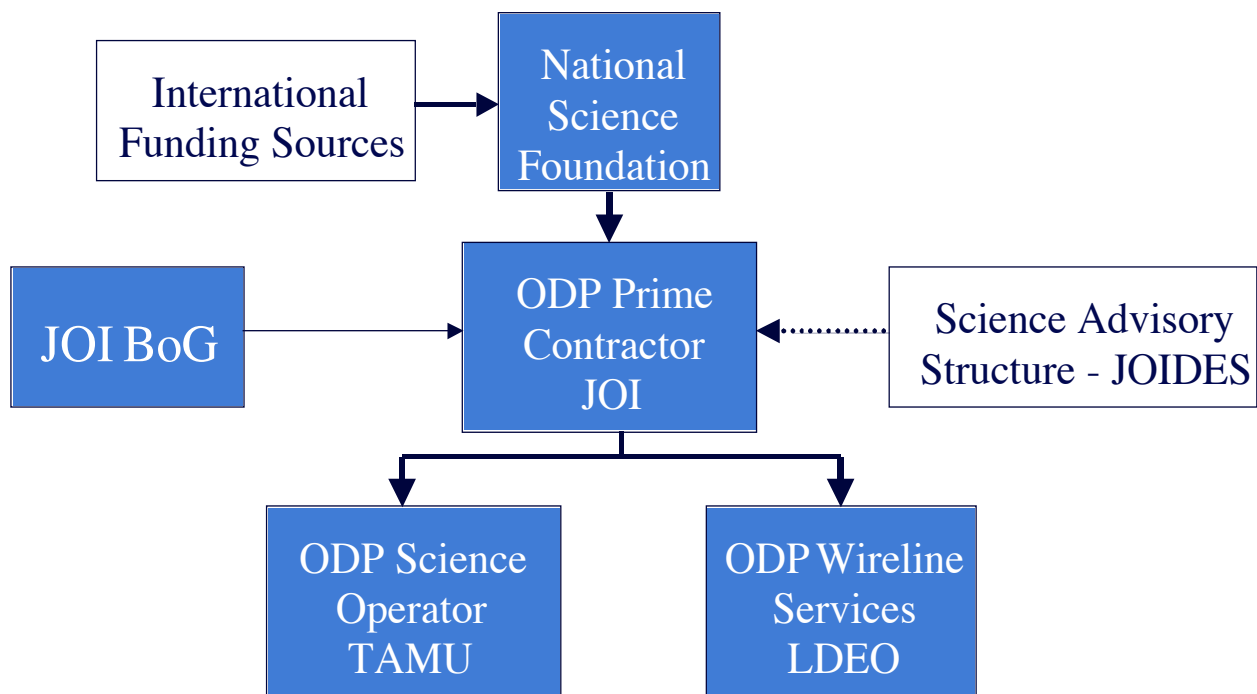 International
Funding Sources
National
Science
Foundation
JOI BoG
ODP Prime
Contractor
JOI
Science Advisory
Structure - JOIDES
ODP Science
Operator
TAMU
ODP Wireline
Services
LDEO